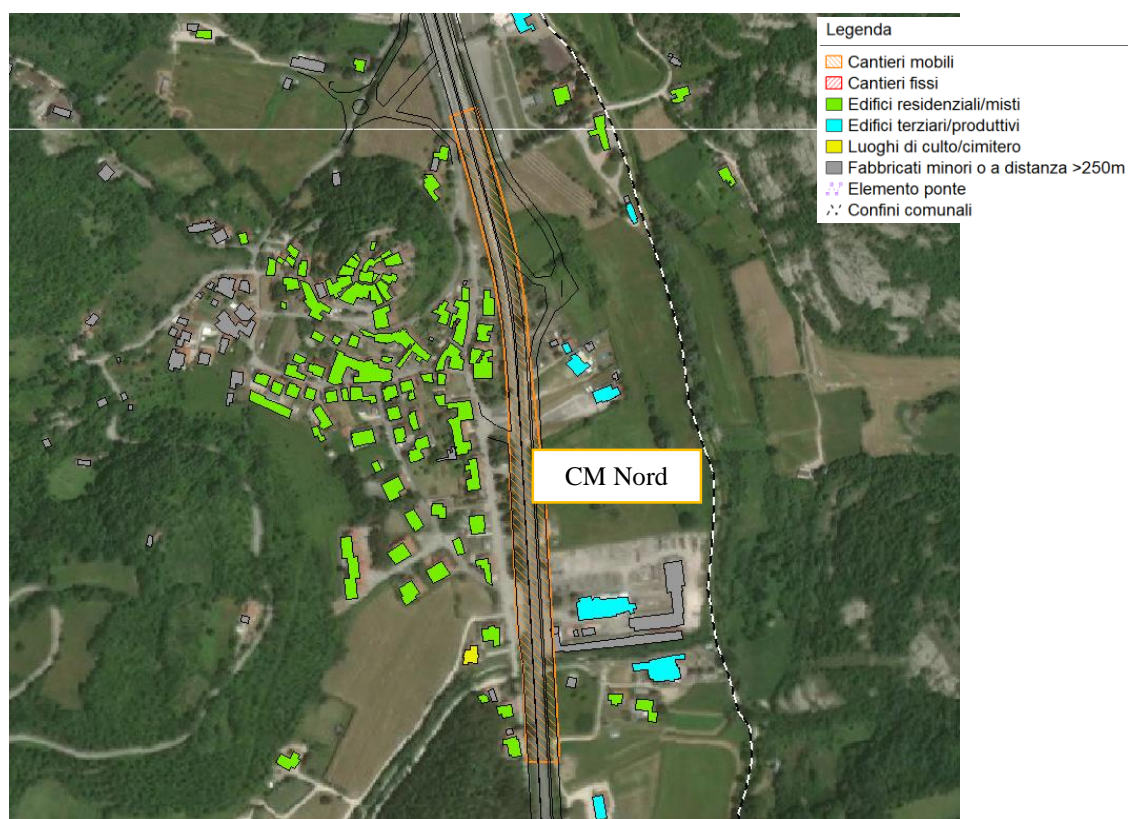 Legenda
Cantieri mobili
Cantieri fissi
Edifici residenziali/misti
Edifici terziari/produttivi
Luoghi di culto/cimitero
Fabbricati minori o a distanza >250m
Elemento ponte
Confini comunali
CM Nord